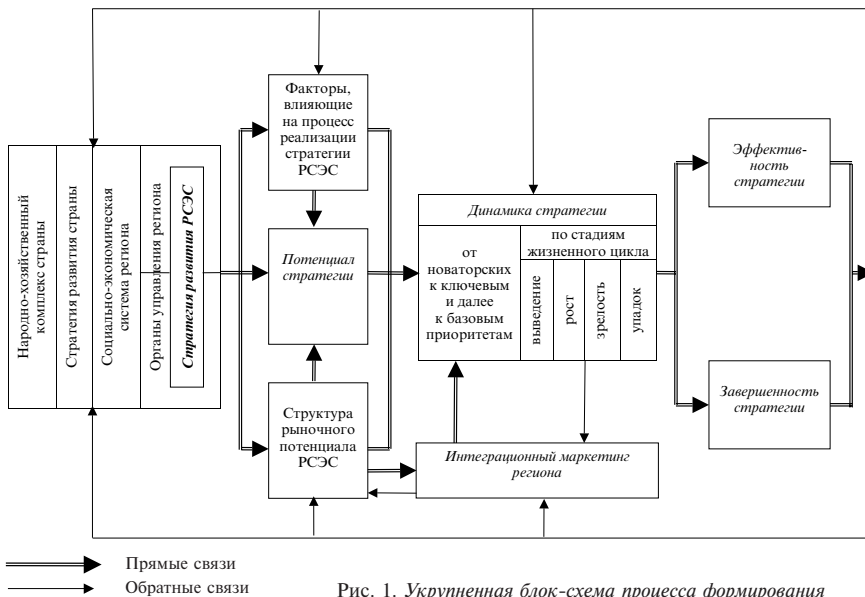 Народно-хозяйственный
комплекс страны
Стратегия развития страны
Социально-экономическая
система региона
Органы управления региона
Стратегия развития РСЭС
Факторы,
влияющие
на процесс
реализации
стратегии
РСЭС
Потенциал
стратегии
Структура
рыночного
потенциала
РСЭС
Динамика стратегии
от
новаторских
к ключевым
и далее
к базовым
приоритетам
по стадиям
жизненного цикла
выведение
рост
зрелость
упадок
Интеграционный маркетинг
региона
Эффектив-
ность
стратегии
Завершенность
стратегии
Прямые связи
Обратные связи
Рис. 1. Укрупненная блок-схема процесса формирования